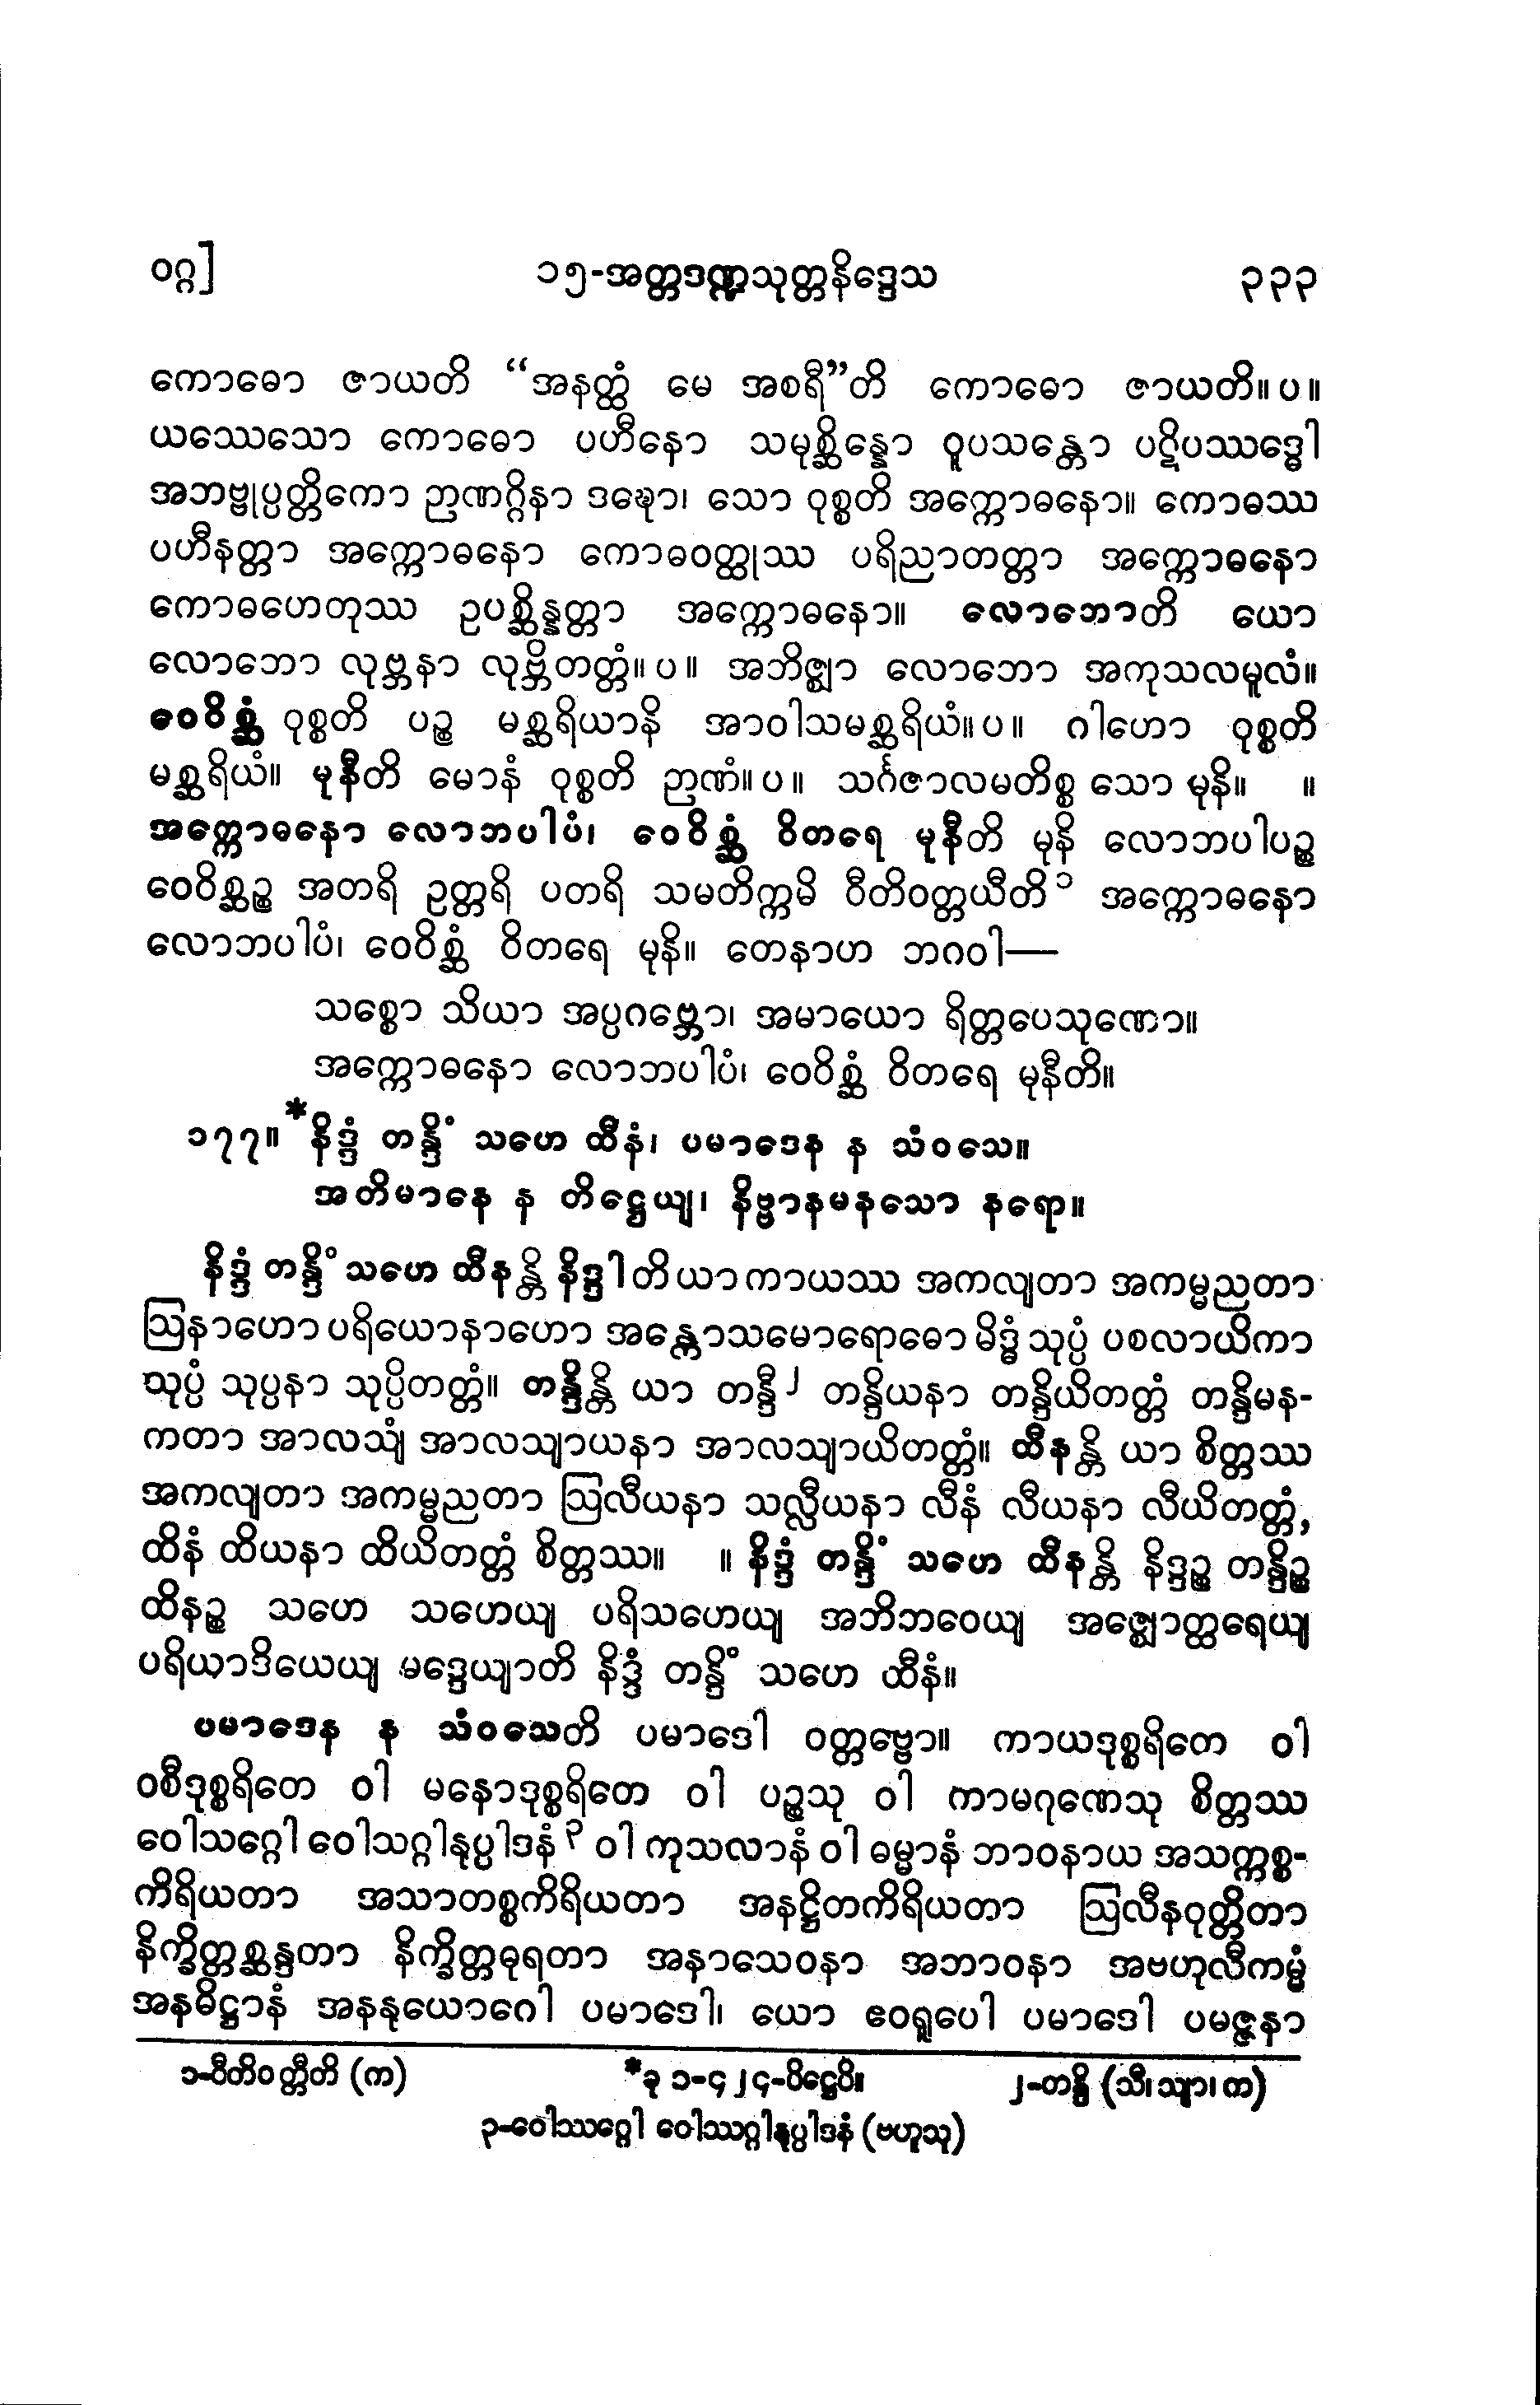 ဝဂ္ဂ]
၁၅-အတ္တဒဏ္ဍသုတ္တနိဒ္ဒေသ
၃၃၃
ကောဓော ဇာယတိ “အနတ္ထံ မေ အစရီ”တိ ကောဓော ဇာယတိ။ ပ ။
ယဿေသော ကောဓော ပဟီနော သမုစ္ဆိန္နော ဝူပသန္တော ပဋိပဿဒ္ဓေါ
အဘဗ္ဗုပ္ပတ္တိကော ဉာဏဂ္ဂိနာ ဒဍ္ဎော၊ သော ဝုစ္စတိ အက္ကောဓနော။ ကောဓဿ
ပဟီနတ္တာ အက္ကောဓနော ကောဓဝတ္ထုဿ ပရိညာတတ္တာ အက္ကောဓနော
ကောဓဟေတုဿ ဥပစ္ဆိန္နတ္တာ အက္ကောဓနော။ လောဘောတိ ယော
လောဘော လုဗ္ဘနာ လုဗ္ဘိတတ္တံ။ ပ ။ အဘိဇ္ဈာ လောဘော အကုသလမူလံ။
ဝေဝိစ္ဆံ ဝုစ္စတိ ပဉ္စ မစ္ဆရိယာနိ အာဝါသမစ္ဆရိယံ။ ပ ။ ဂါဟော ဝုစ္စတိ
မစ္ဆရိယံ။ မုနီတိ မောနံ ဝုစ္စတိ ဉာဏံ။ ပ ။ သင်္ဂဇာလမတိစ္စ သော မုနိ။ ။
အက္ကောဓနော လောဘပါပံ၊ ဝေဝိစ္ဆံ ဝိတရေ မုနီတိ မုနိ လောဘပါပဉ္စ
ဝေဝိစ္ဆဉ္စ အတရိ ဥတ္တရိ ပတရိ သမတိက္ကမိ ဝီတိဝတ္တယီတိ၁ အက္ကောဓနော
လောဘပါပံ၊ ဝေဝိစ္ဆံ ဝိတရေ မုနိ။ တေနာဟ ဘဂဝါ—
သစ္စော သိယာ အပ္ပဂဗ္ဘော၊ အမာယော ရိတ္တပေသုဏော။
အက္ကောဓနော လောဘပါပံ၊ ဝေဝိစ္ဆံ ဝိတရေ မုနီတိ။
၁၇၇။ *နိဒ္ဒံ တန္ဒိံ သဟေ ထီနံ၊ ပမာဒေန န သံဝသေ။
အတိမာနေ န တိဋ္ဌေယျ၊ နိဗ္ဗာနမနသော နရော။
နိဒ္ဒံ တန္ဒိံ သဟေ ထီနန္တိ နိဒ္ဒါတိ ယာ ကာယဿ အကလျတာ အကမ္မညတာ
ဩနာဟော ပရိယောနာဟော အန္တောသမောရောဓော မိဒ္ဓံ သုပ္ပံ ပစလာယိကာ
သုပ္ပံ သုပ္ပနာ သုပ္ပိတတ္တံ။ တန္ဒိန္တိ ယာ တန္ဒီ၂ တန္ဒိယနာ တန္ဒိယိတတ္တံ တန္ဒိမန-
ကတာ အာလသျံ အာလသျာယနာ အာလသျာယိတတ္တံ။ ထီနန္တိ ယာ စိတ္တဿ
အကလျတာ အကမ္မညတာ ဩလီယနာ သလ္လီယနာ လီနံ လီယနာ လီယိတတ္တံ,
ထိနံ ထိယနာ ထိယိတတ္တံ စိတ္တဿ။ ။ နိဒ္ဒံ တန္ဒိံ သဟေ ထီနန္တိ နိဒ္ဒဉ္စ တန္ဒိဉ္စ
ထိနဉ္စ သဟေ သဟေယျ ပရိသဟေယျ အဘိဘဝေယျ အဇ္ဈောတ္ထရေယျ
ပရိယာဒိယေယျ မဒ္ဒေယျာတိ နိဒ္ဒံ တန္ဒိံ သဟေ ထီနံ။
ပမာဒေန န သံဝသေတိ ပမာဒေါ ဝတ္တဗ္ဗော။ ကာယဒုစ္စရိတေ ဝါ
ဝစီဒုစ္စရိတေ ဝါ မနောဒုစ္စရိတေ ဝါ ပဉ္စသု ဝါ ကာမဂုဏေသု စိတ္တဿ
ဝေါသဂ္ဂေါ ဝေါသဂ္ဂါနုပ္ပါဒနံ၃ ဝါ ကုသလာနံ ဝါ ဓမ္မာနံ ဘာဝနာယ အသက္ကစ္စ-
ကိရိယတာ အသာတစ္စကိရိယတာ အနဋ္ဌိတကိရိယတာ ဩလီနဝုတ္တိတာ
နိက္ခိတ္တစ္ဆန္ဒတာ နိက္ခိတ္တဓုရတာ အနာသေဝနာ အဘာဝနာ အဗဟုလီကမ္မံ
အနဓိဋ္ဌာနံ အနနုယောဂေါ ပမာဒေါ၊ ယော ဧဝရူပေါ ပမာဒေါ ပမဇ္ဇနာ
၁-ဝီတိဝတ္တီတိ (က)
*ခု ၁-၄၂၄-ပိဋ္ဌေပိ။
၂-တန္ဒိ (သီ၊ သျာ၊ က)
၃-ဝေါဿဂ္ဂေါ ဝေါဿဂ္ဂါနုပ္ပါဒနံ (ဗဟူသု)